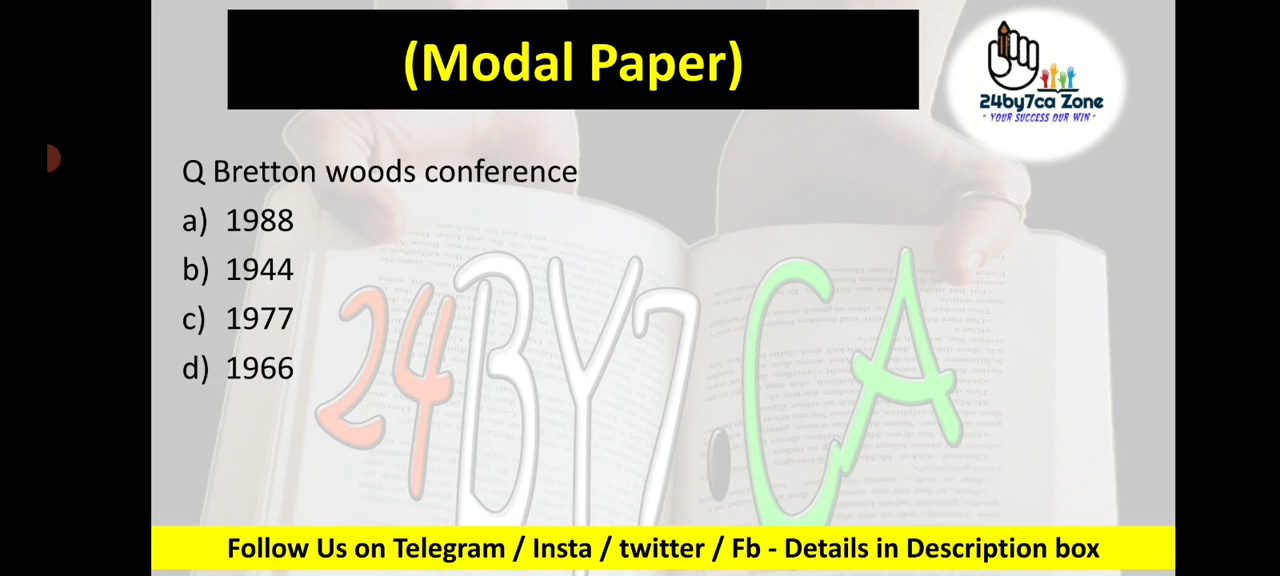 (Modal Paper)
24by7ca Zone
" YOUR SUCCESS OUR WIN "
Q Bretton woods conference
a) 1988
b) 1944
c) 1977
d) 1966
24BY7.CA
Follow Us on Telegram / Insta / twitter / Fb - Details in Description box